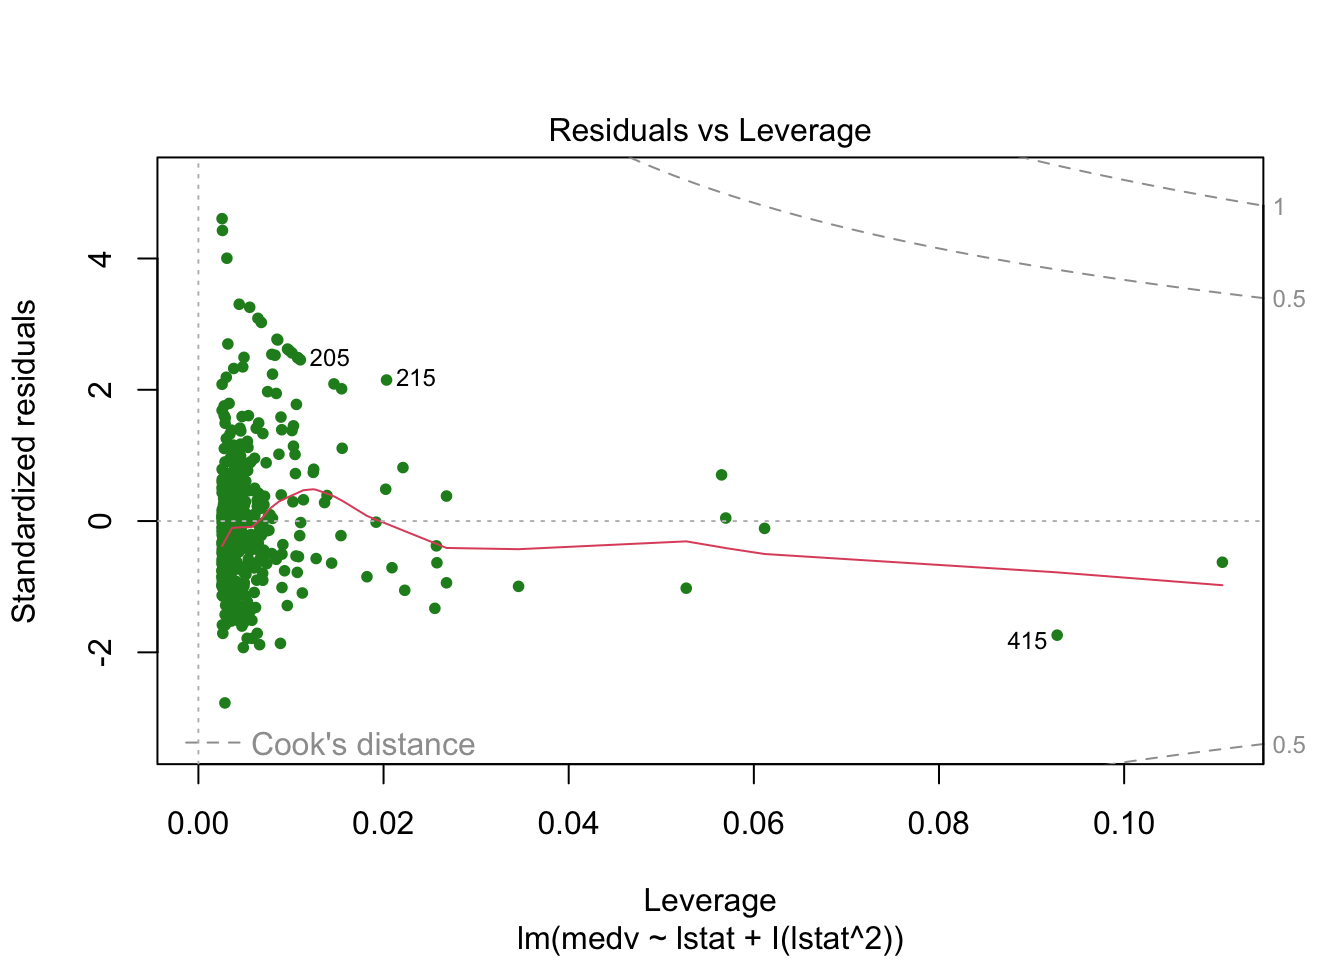 Residuals vs Leverage
Standardized residuals
4
2
0
-2
1
0.5
0.5
205
215
415
Cook's distance
0.00 0.02 0.04 0.06 0.08 0.10
Leverage
lm(medv ~ lstat + I(lstat^2))